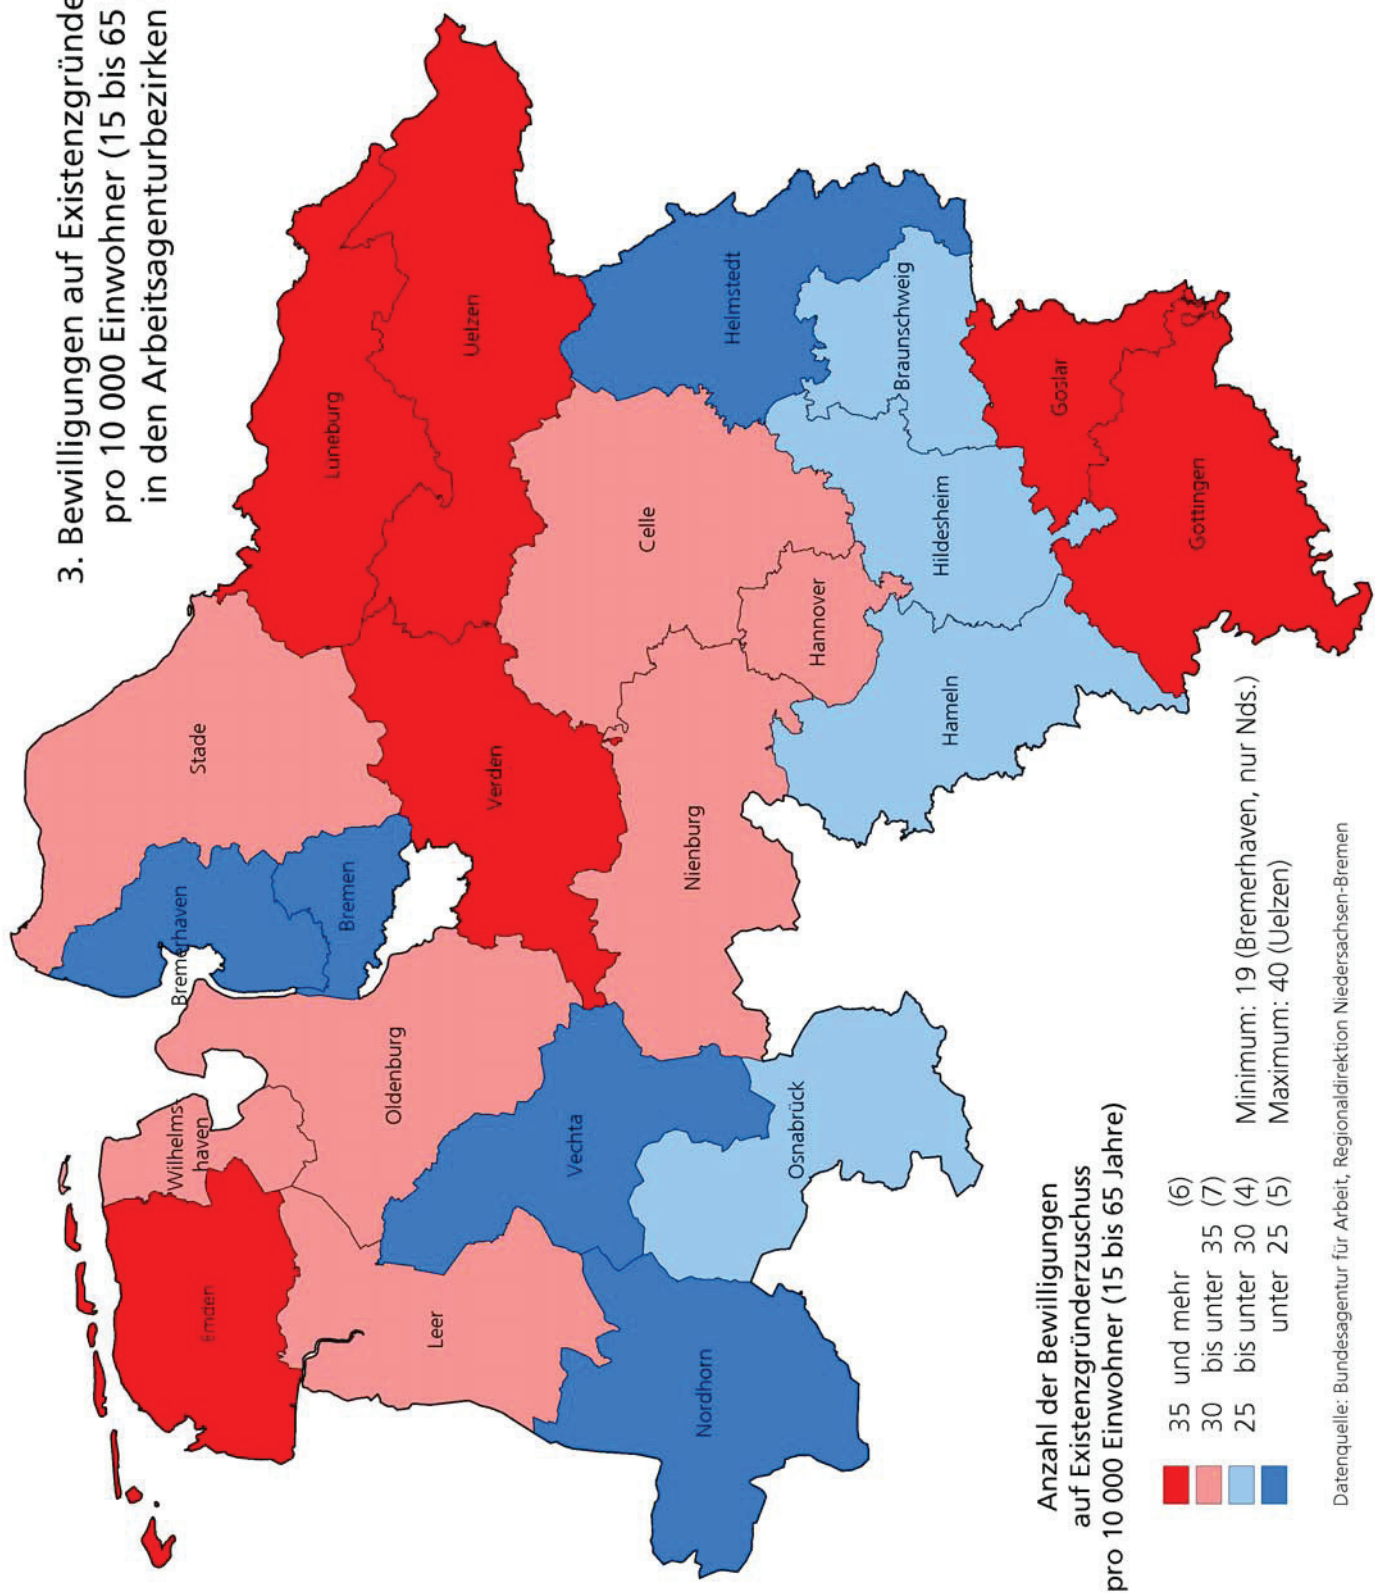 3. Bewilligungen auf Existenzgründe
pro 10 000 Einwohner (15 bis 65
in den Arbeitsagenturbezirken
Emden
Wilhelms-
haven
Bremerhaven
Stade
Lüneburg
Bremen
Leer
Oldenburg
Verden
Uelzen
Vechta
Celle
Nordhorn
Nienburg
Helmstedt
Osnabrück
Hannover
Braunschweig
Hameln
Hildesheim
Goslar
Göttingen
Anzahl der Bewilligungen
auf Existenzgründerzuschuss
pro 10 000 Einwohner (15 bis 65 Jahre)
35 und mehr (6)
30 bis unter 35 (7)
25 bis unter 30 (4)
unter 25 (5)
Minimum: 19 (Bremerhaven, nur Nds.)
Maximum: 40 (Uelzen)
Datenquelle: Bundesagentur für Arbeit, Regionaldirektion Niedersachsen-Bremen